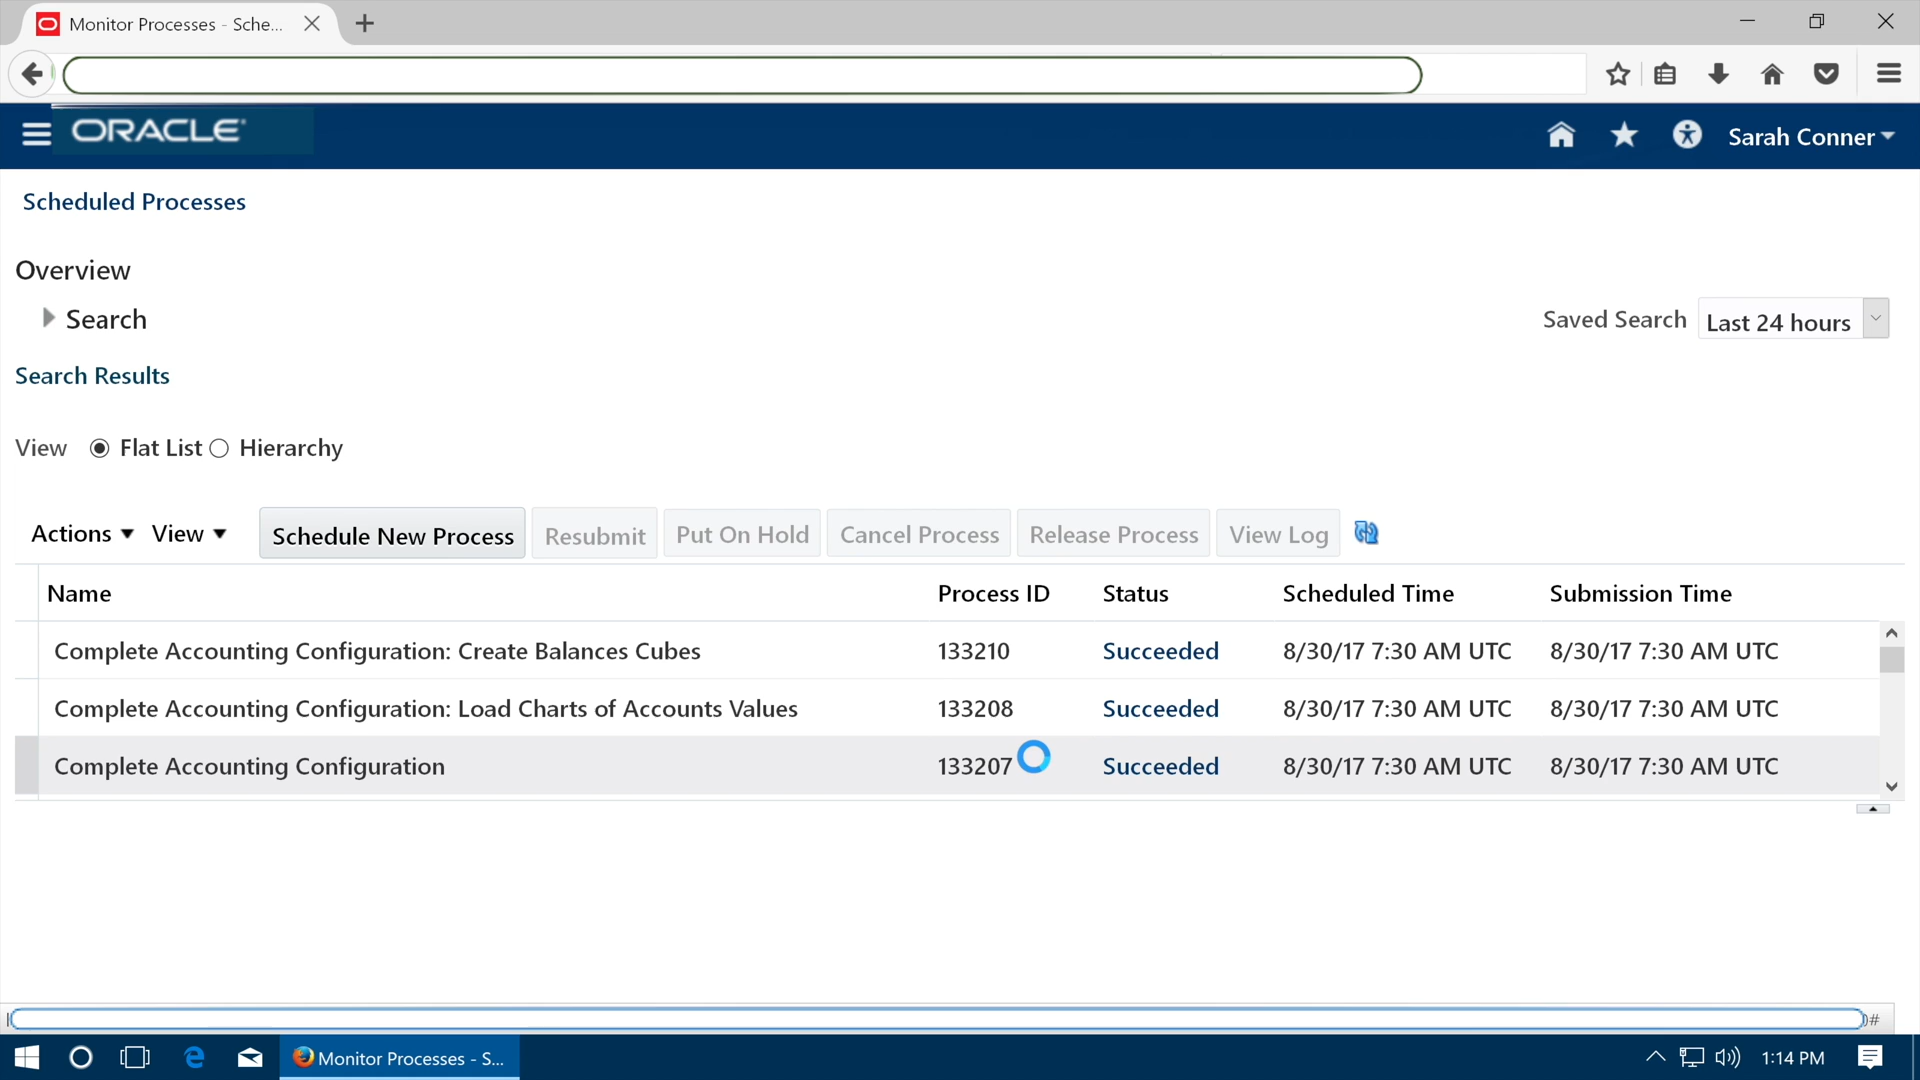 Monitor Processes - Sche...
ORACLE
Sarah Conner
Scheduled Processes
Overview
Search
Saved Search Last 24 hours
Search Results
View Flat List Hierarchy
Actions View Schedule New Process Resubmit Put On Hold Cancel Process Release Process View Log
Name Process ID Status Scheduled Time Submission Time
Complete Accounting Configuration: Create Balances Cubes 133210 Succeeded 8/30/17 7:30 AM UTC 8/30/17 7:30 AM UTC
Complete Accounting Configuration: Load Charts of Accounts Values 133208 Succeeded 8/30/17 7:30 AM UTC 8/30/17 7:30 AM UTC
Complete Accounting Configuration 133207 Succeeded 8/30/17 7:30 AM UTC 8/30/17 7:30 AM UTC
)#
Monitor Processes - S... 1:14 PM